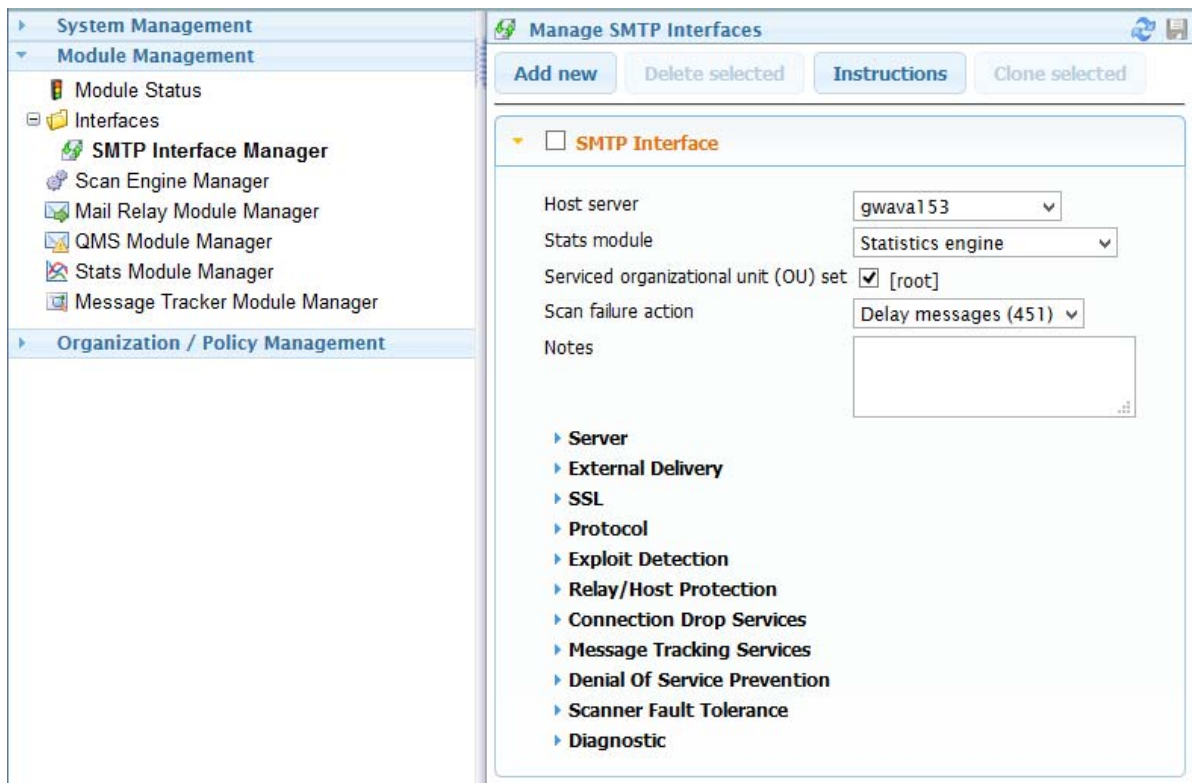 System Management
Module Management
Module Status
Interfaces
SMTP Interface Manager
Scan Engine Manager
Mail Relay Module Manager
QMS Module Manager
Stats Module Manager
Message Tracker Module Manager
Organization / Policy Management
Manage SMTP Interfaces
Add new Delete selected Instructions Clone selected
SMTP Interface
Host server gwava153
Stats module Statistics engine
Serviced organizational unit (OU) set [root]
Scan failure action Delay messages (451)
Notes
Server
External Delivery
SSL
Protocol
Exploit Detection
Relay/Host Protection
Connection Drop Services
Message Tracking Services
Denial Of Service Prevention
Scanner Fault Tolerance
Diagnostic